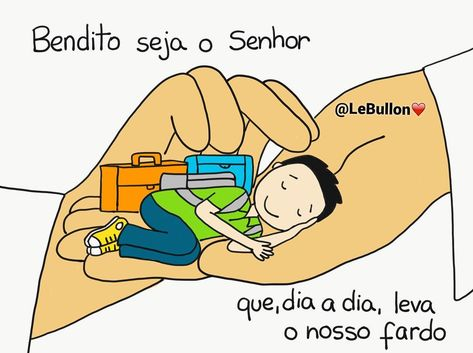 Bendito seja o Senhor
@LeBullon❤️
que, dia a dia, leva
o nosso fardo